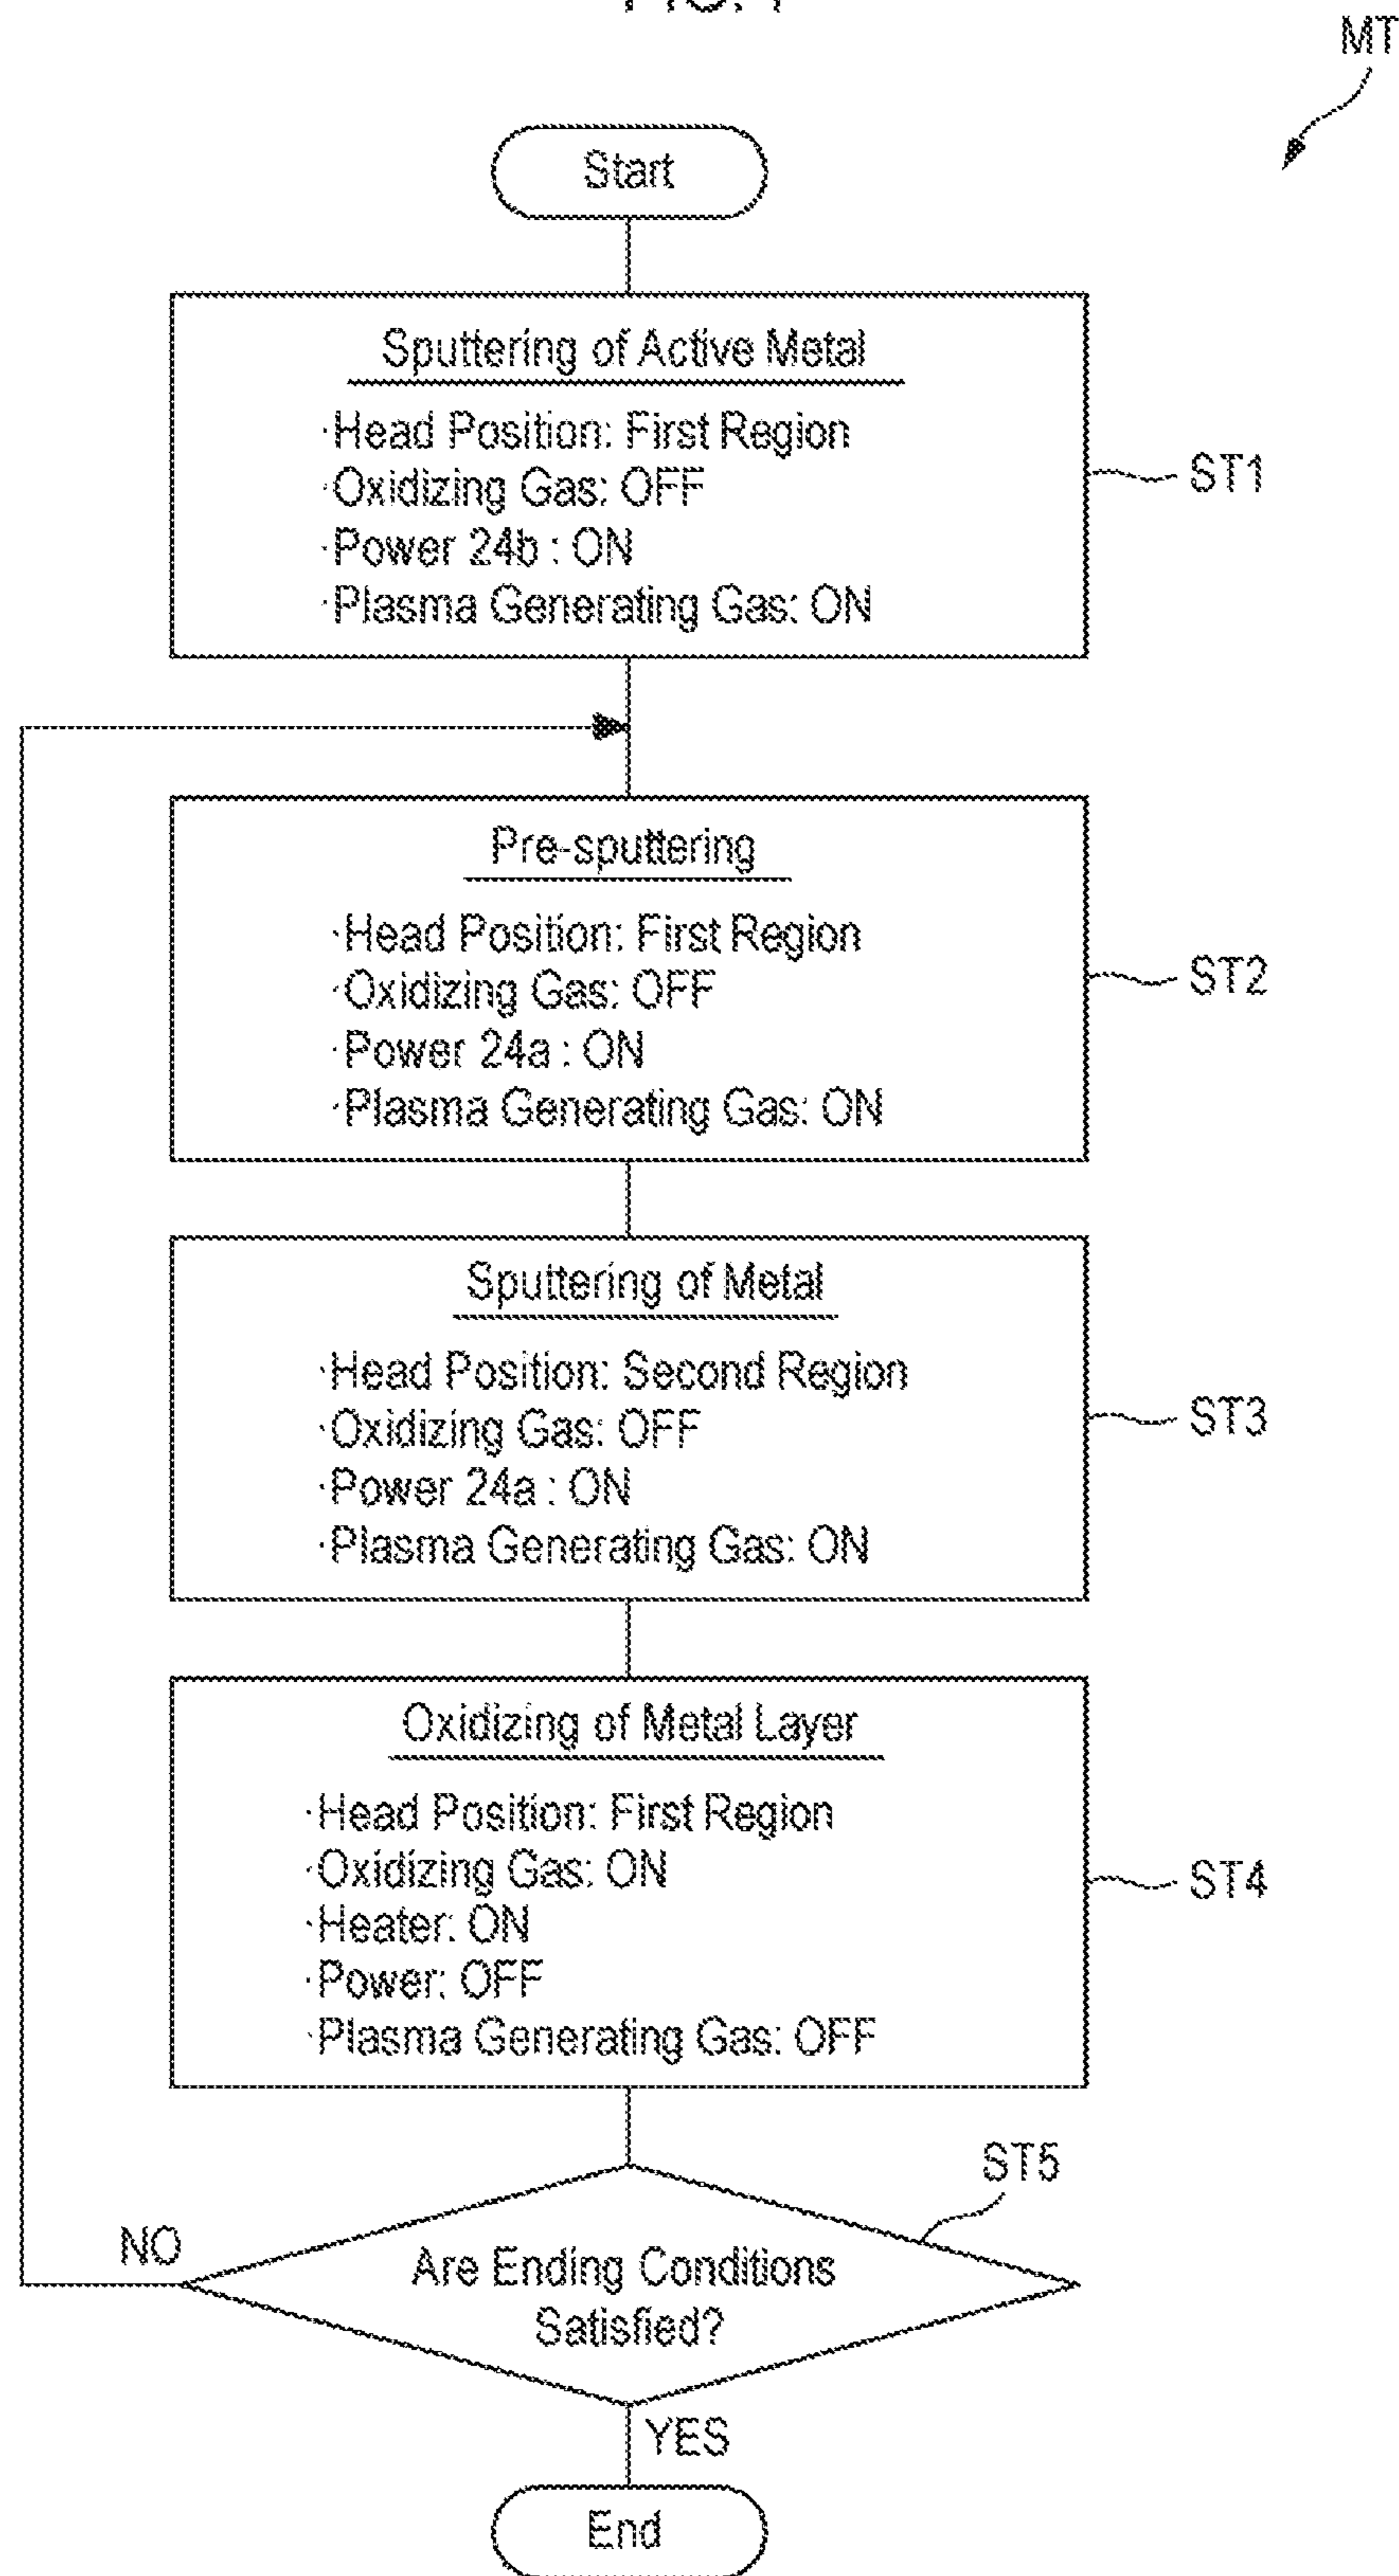 MT
Start
Sputtering of Active Metal
·Head Position: First Region
·Oxidizing Gas: OFF
·Power 24b : ON
·Plasma Generating Gas: ON
ST1
Pre-sputtering
·Head Position: First Region
·Oxidizing Gas: OFF
·Power 24a : ON
·Plasma Generating Gas: ON
ST2
Sputtering of Metal
·Head Position: Second Region
·Oxidizing Gas: OFF
·Power 24a : ON
·Plasma Generating Gas: ON
ST3
Oxidizing of Metal Layer
·Head Position: First Region
·Oxidizing Gas: ON
·Heater: ON
·Power: OFF
·Plasma Generating Gas: OFF
ST4
ST5
NO
Are Ending Conditions
Satisfied?
YES
End